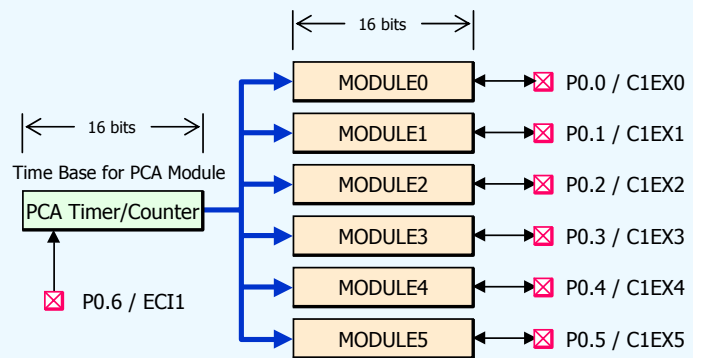 16 bits
MODULE0
P0.0 / C1EX0
MODULE1
P0.1 / C1EX1
16 bits
Time Base for PCA Module
MODULE2
P0.2 / C1EX2
PCA Timer/Counter
MODULE3
P0.3 / C1EX3
MODULE4
P0.4 / C1EX4
P0.6 / ECI1
MODULE5
P0.5 / C1EX5